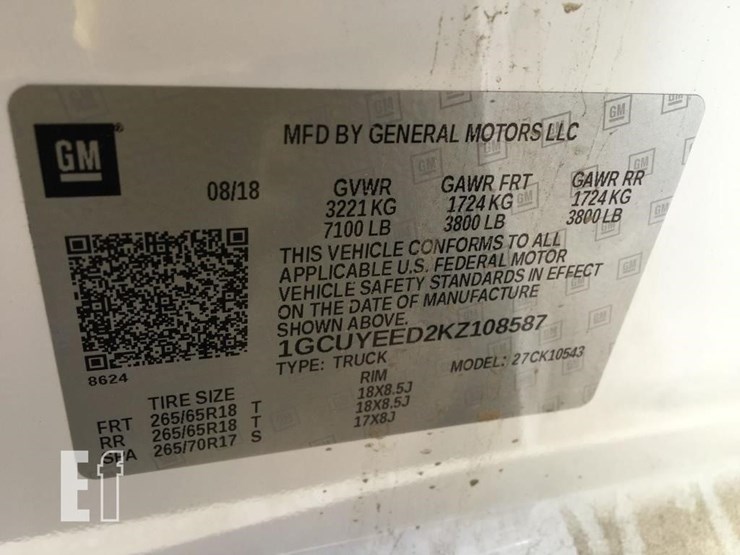 GM
MFD BY GENERAL MOTORS LLC
08/18
GVWR GAWR FRT GAWR RR
3221 KG 1724 KG 1724 KG
7100 LB 3800 LB 3800 LB
THIS VEHICLE CONFORMS TO ALL
APPLICABLE U.S. FEDERAL MOTOR
VEHICLE SAFETY STANDARDS IN EFFECT
ON THE DATE OF MANUFACTURE
SHOWN ABOVE.
1GCUYEED2KZ108587
8624
TYPE: TRUCK MODEL: 27CK10543
TIRE SIZE RIM
FRT 265/65R18 T 18X8.5J
RR 265/65R18 T 18X8.5J
SPA 265/70R17 S 17X8J
Ef